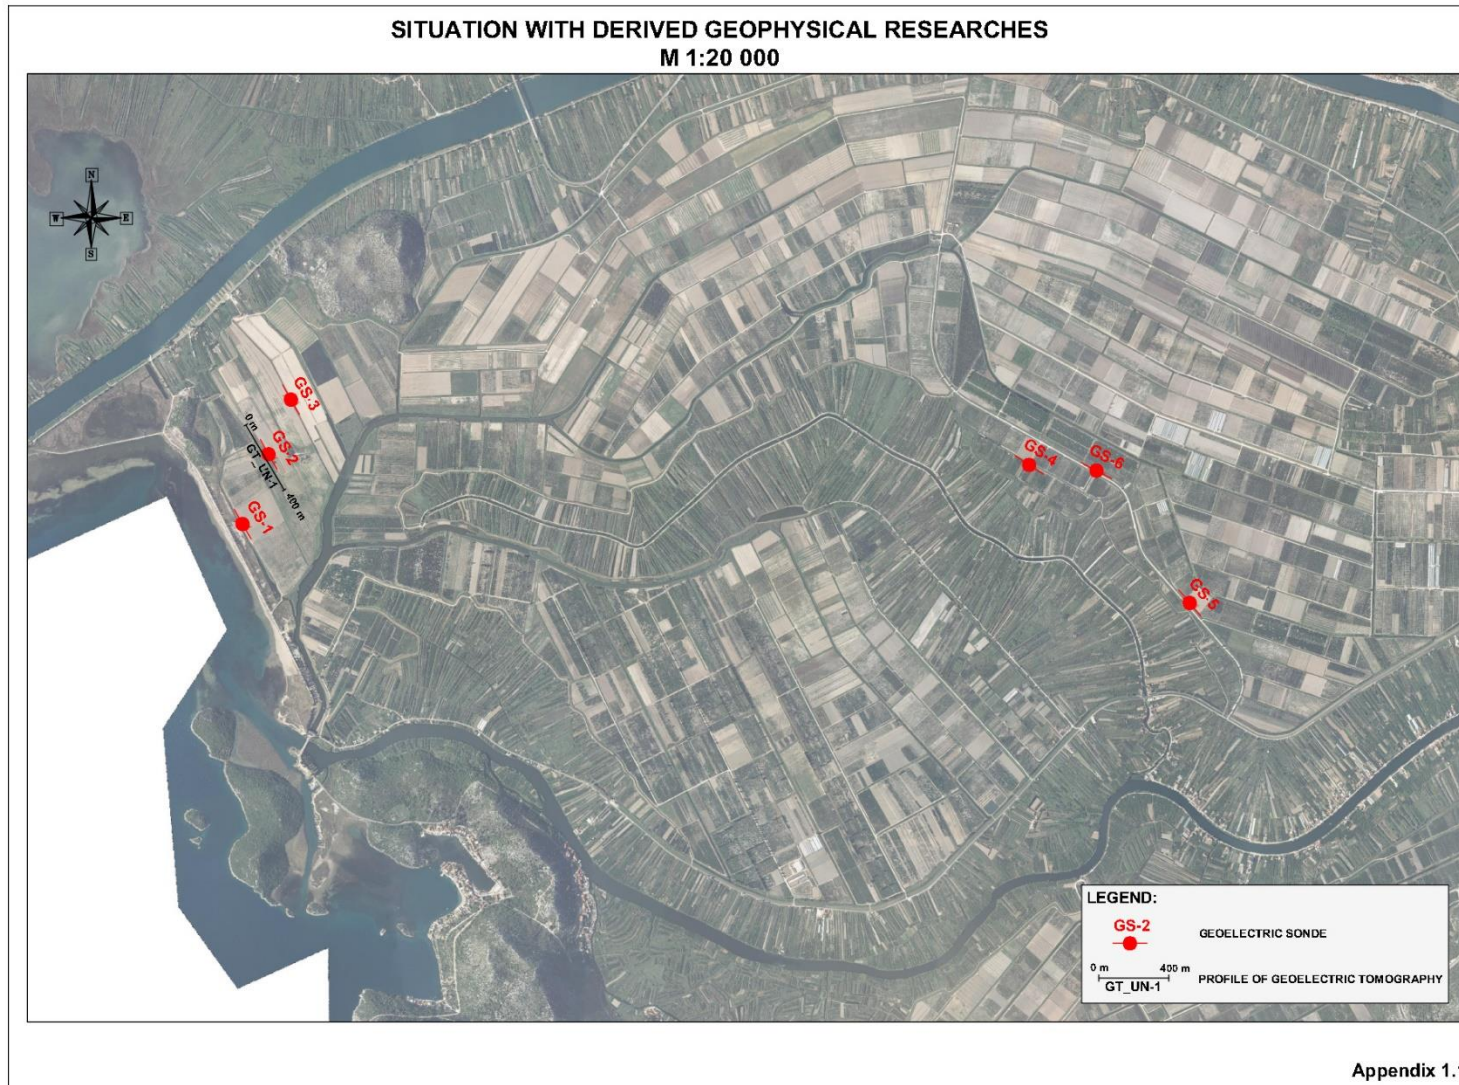 SITUATION WITH DERIVED GEOPHYSICAL RESEARCHES
M 1:20 000
N
W E
S
GS-3
0 m
GS-2
GT_UN-1
400 m
GS-1
GS-4
GS-6
GS-5
LEGEND:
GS-2
GEOELECTRIC SONDE
0 m 400 m
GT_UN-1
PROFILE OF GEOELECTRIC TOMOGRAPHY
Appendix 1.